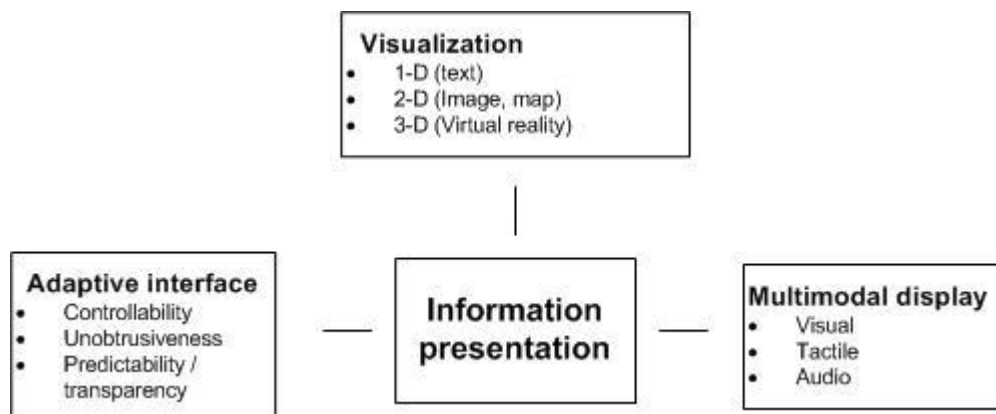 Visualization
• 1-D (text)
• 2-D (Image, map)
• 3-D (Virtual reality)
Adaptive interface
• Controllability
• Unobtrusiveness
• Predictability /
transparency
Information
presentation
Multimodal display
• Visual
• Tactile
• Audio